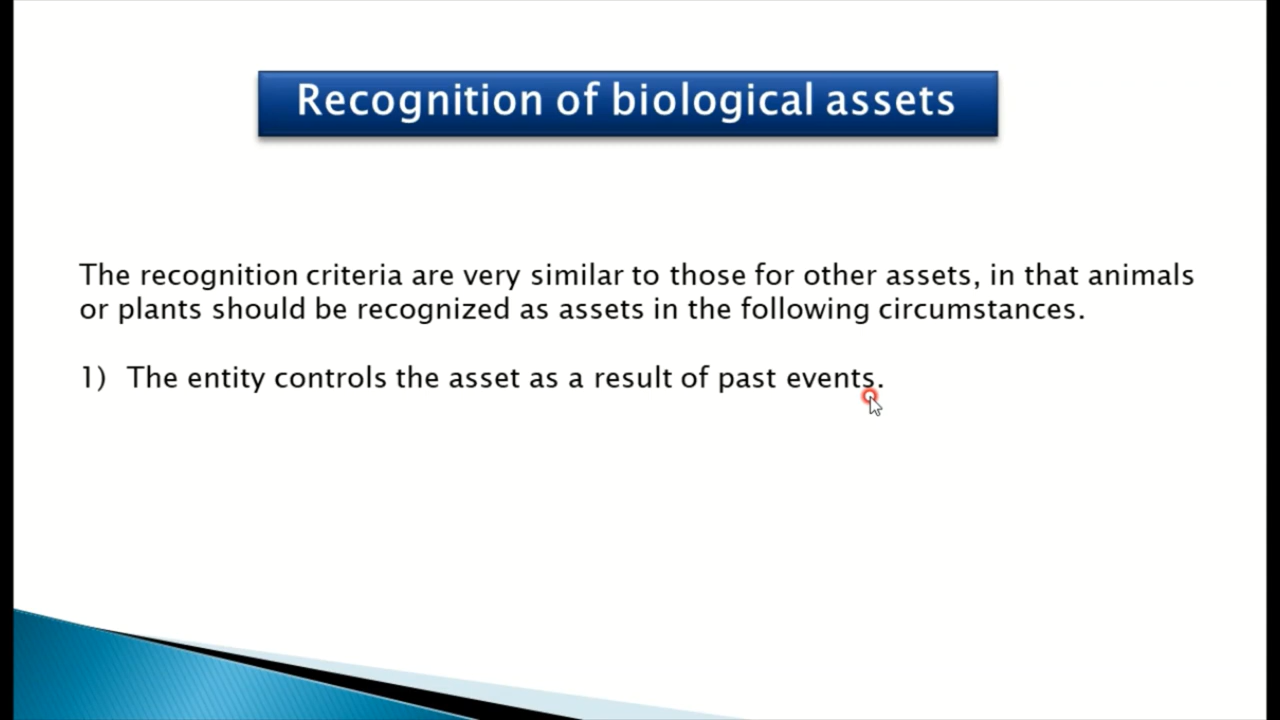 Recognition of biological assets
The recognition criteria are very similar to those for other assets, in that animals
or plants should be recognized as assets in the following circumstances.
1) The entity controls the asset as a result of past events.